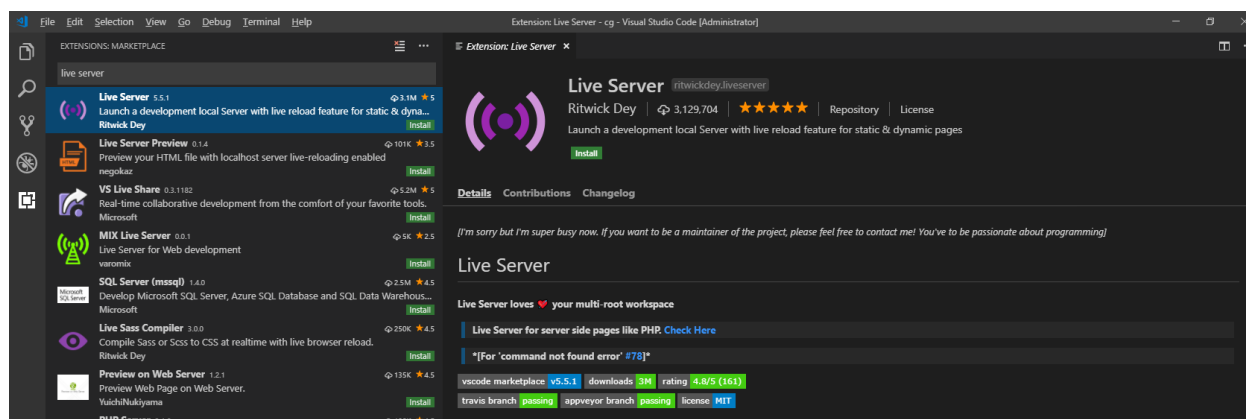 File Edit Selection View Go Debug Terminal Help
Extension: Live Server - cg - Visual Studio Code [Administrator]
EXTENSIONS: MARKETPLACE
live server
Live Server 5.5.1 3.1M 5
Launch a development local Server with live reload feature for static & dyna...
Ritwick Dey Install
Live Server Preview 0.1.4 101K 3.5
Preview your HTML file with localhost server live-reloading enabled
negokaz Install
VS Live Share 0.3.1182 5.2M 5
Real-time collaborative development from the comfort of your favorite tools.
Microsoft Install
MIX Live Server 0.0.1 5K 2.5
Live Server for Web development
varomix Install
Microsoft
SQL Server
SQL Server (mssql) 1.4.0 2.5M 4.5
Develop Microsoft SQL Server, Azure SQL Database and SQL Data Warehous...
Microsoft Install
Live Sass Compiler 3.0.0 250K 4.5
Compile Sass or Scss to CSS at realtime with live browser reload.
Ritwick Dey Install
Preview on Web Server 1.2.1 135K 4.5
Preview Web Page on Web Server.
YuichiNukiyama Install
Extension: Live Server ×
Live Server ritwickdey.liveserver
Ritwick Dey 3,129,704 ★★★★★ Repository License
Launch a development local Server with live reload feature for static & dynamic pages
Install
Details Contributions Changelog
[I'm sorry but I'm super busy now. If you want to be a maintainer of the project, please feel free to contact me! You've to be passionate about programming]
Live Server
Live Server loves ❤ your multi-root workspace
Live Server for server side pages like PHP. Check Here
*[For 'command not found error' #78]*
vscode marketplace v5.5.1 downloads 3M rating 4.8/5 (161)
travis branch passing appveyor branch passing license MIT